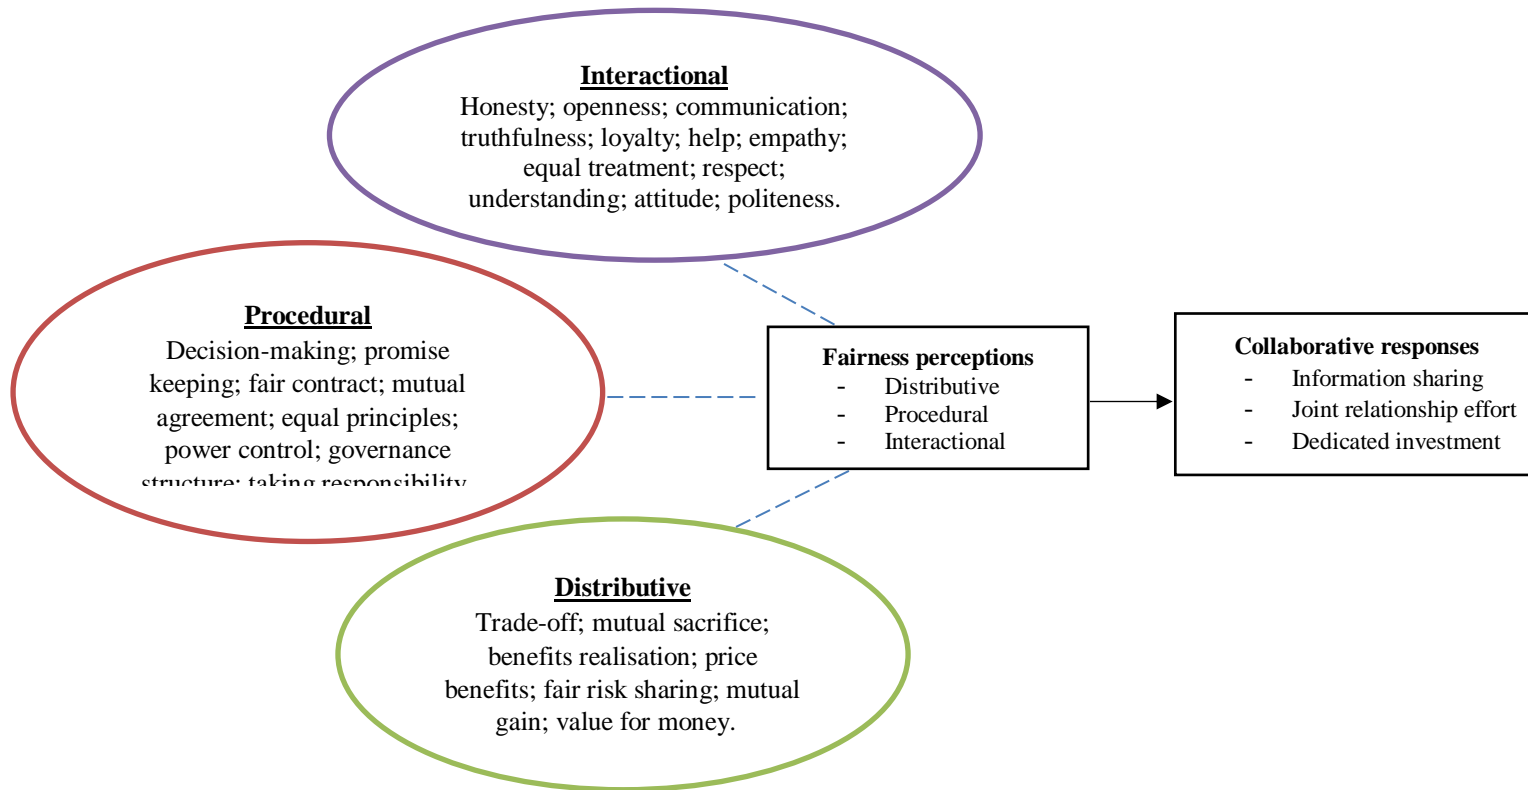 Interactional
Honesty; openness; communication;
truthfulness; loyalty; help; empathy;
equal treatment; respect;
understanding; attitude; politeness.
Procedural
Decision-making; promise
keeping; fair contract; mutual
agreement; equal principles;
power control; governance
structure; taking responsibility
Distributive
Trade-off; mutual sacrifice;
benefits realisation; price
benefits; fair risk sharing; mutual
gain; value for money.
Fairness perceptions
- Distributive
- Procedural
- Interactional
Collaborative responses
- Information sharing
- Joint relationship effort
- Dedicated investment